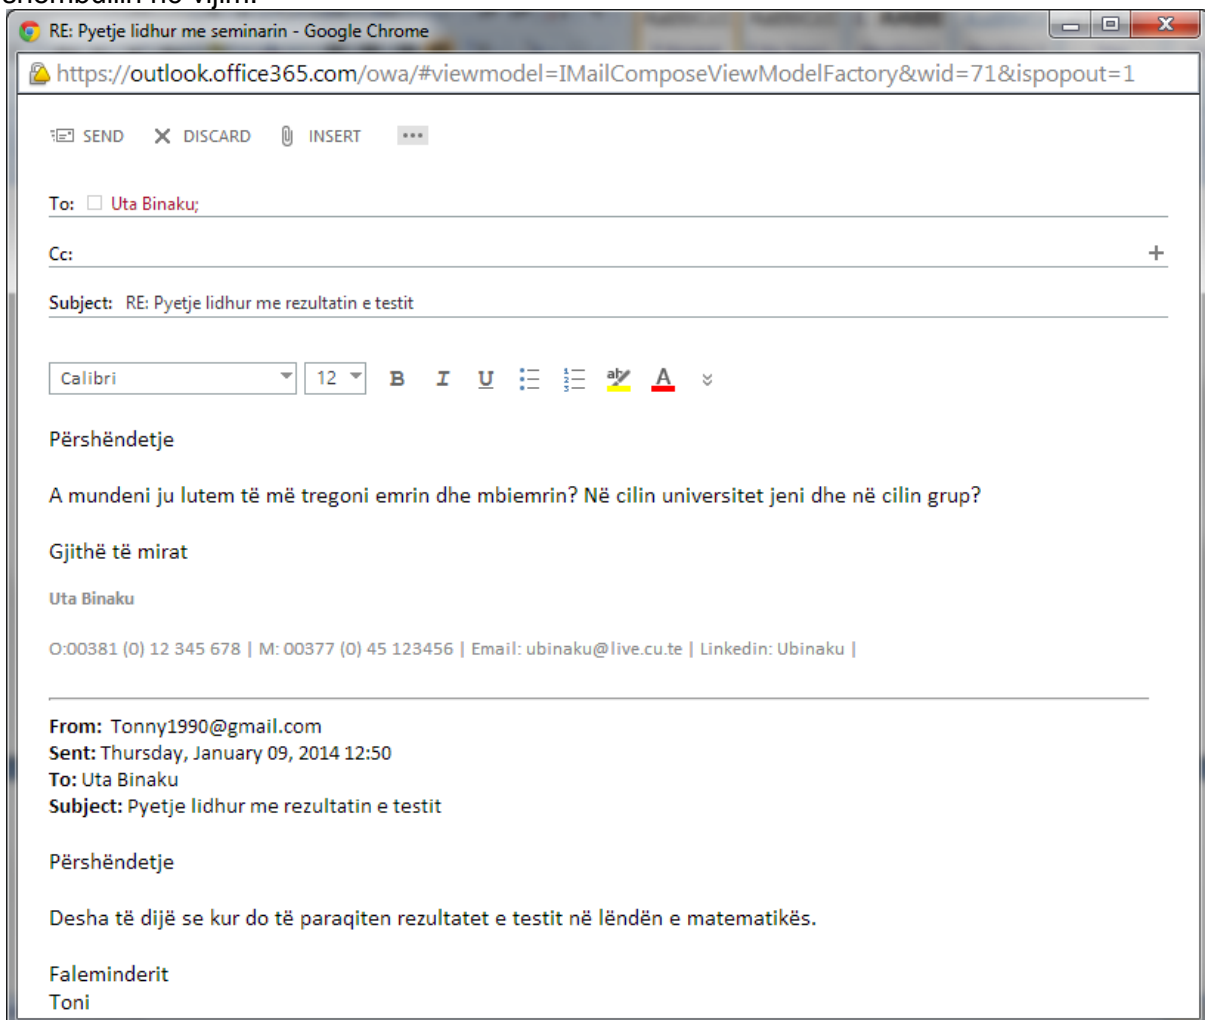 shembullin në vijim:
RE: Pyetje lidhur me seminarin - Google Chrome
https://outlook.office365.com/owa/#viewmodel=IMailComposeViewModelFactory&wid=71&ispopout=1
SEND DISCARD INSERT
To: Uta Binaku;
Cc:
Subject: RE: Pyetje lidhur me rezultatin e testit
Calibri 12 B I U ab A
Përshëndetje
A mundeni ju lutem të më tregoni emrin dhe mbiemrin? Në cilin universitet jeni dhe në cilin grup?
Gjithë të mirat
Uta Binaku
O:00381 (0) 12 345 678 | M: 00377 (0) 45 123456 | Email: ubinaku@live.cu.te | Linkedin: Ubinaku |
From: Tonny1990@gmail.com
Sent: Thursday, January 09, 2014 12:50
To: Uta Binaku
Subject: Pyetje lidhur me rezultatin e testit
Përshëndetje
Desha të dijë se kur do të paraqiten rezultatet e testit në lëndën e matematikës.
Faleminderit
Toni